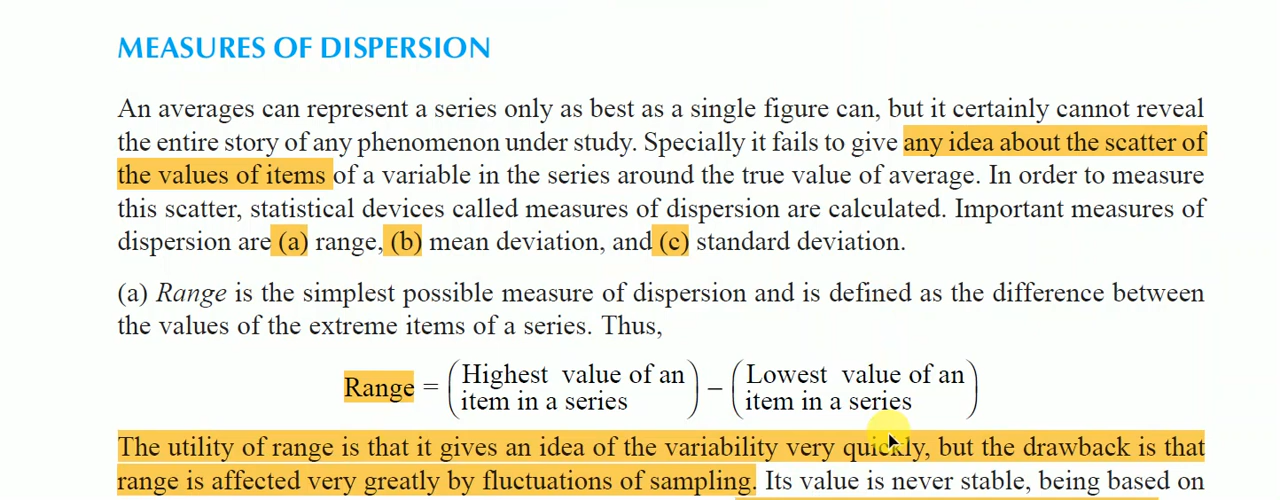 MEASURES OF DISPERSION
An averages can represent a series only as best as a single figure can, but it certainly cannot reveal
the entire story of any phenomenon under study. Specially it fails to give any idea about the scatter of
the values of items of a variable in the series around the true value of average. In order to measure
this scatter, statistical devices called measures of dispersion are calculated. Important measures of
dispersion are (a) range, (b) mean deviation, and (c) standard deviation.
(a) Range is the simplest possible measure of dispersion and is defined as the difference between
the values of the extreme items of a series. Thus,
Range = (Highest value of an item in a series) – (Lowest value of an item in a series)
The utility of range is that it gives an idea of the variability very quickly, but the drawback is that
range is affected very greatly by fluctuations of sampling. Its value is never stable, being based on